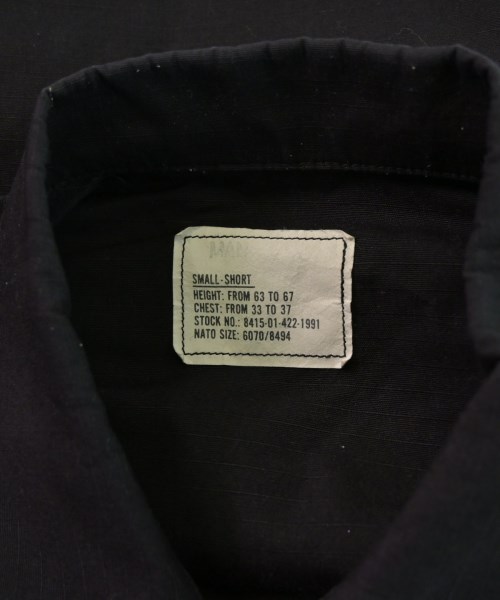 SMALL-SHORT
HEIGHT: FROM 63 TO 67
CHEST: FROM 33 TO 37
STOCK NO.: 8415-01-422-1991
NATO SIZE: 6070/8494